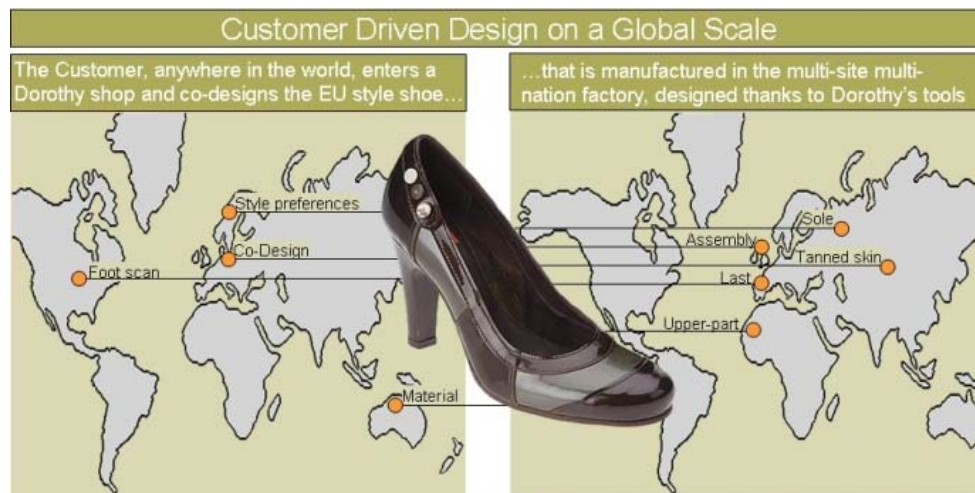 Customer Driven Design on a Global Scale
The Customer, anywhere in the world, enters a
Dorothy shop and co-designs the EU style shoe…
…that is manufactured in the multi-site multi-
nation factory, designed thanks to Dorothy's tools
Style preferences
Co-Design
Foot scan
Material
Sole
Assembly
Tanned skin
Last
Upper-part